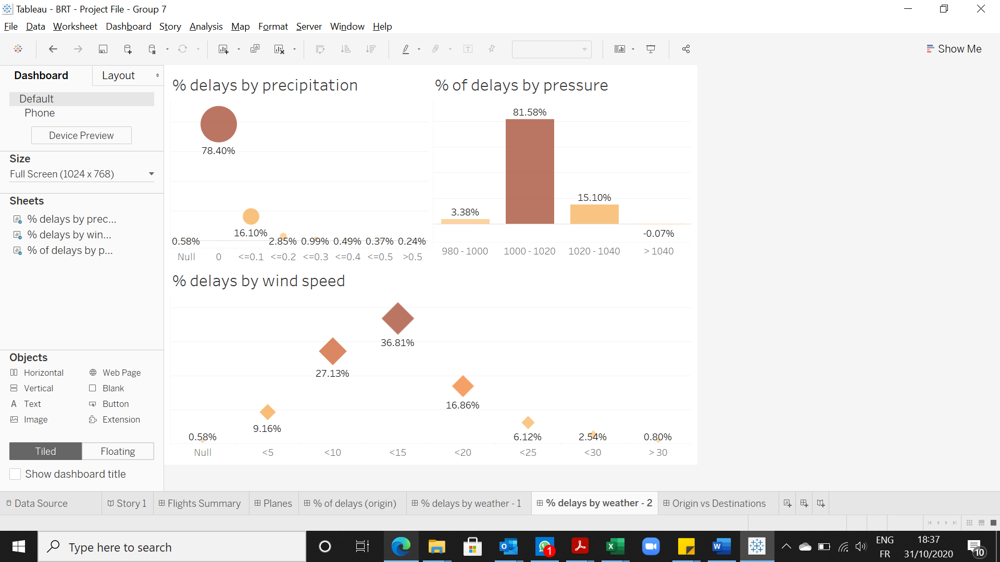 Tableau - BRT - Project File - Group 7
File Data Worksheet Dashboard Story Analysis Map Format Server Window Help
Show Me
Dashboard
Layout
Default
Phone
Device Preview
Size
Full Screen (1024 x 768)
Sheets
% delays by prec...
% delays by win...
% of delays by p...
Objects
Horizontal
Web Page
Vertical
Blank
Text
Button
Image
Extension
Tiled
Floating
Show dashboard title
% delays by precipitation
78.40%
16.10%
0.58% 2.85% 0.99% 0.49% 0.37% 0.24%
Null 0 <=0.1 <=0.2 <=0.3 <=0.4 <=0.5 >0.5
% of delays by pressure
81.58%
15.10%
3.38%
-0.07%
980 - 1000 1000 - 1020 1020 - 1040 > 1040
% delays by wind speed
36.81%
27.13%
16.86%
9.16%
0.58% 6.12% 2.54% 0.80%
Null <5 <10 <15 <20 <25 <30 > 30
Data Source Story 1 Flights Summary Planes % of delays (origin) % delays by weather - 1 % delays by weather - 2 Origin vs Destinations
Type here to search
1
ENG
FR
18:37
31/10/2020
10